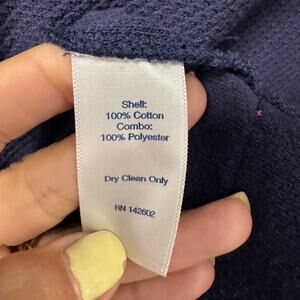 Shell:
100% Cotton
Combo:
100% Polyester
Dry Clean Only
RN 142602